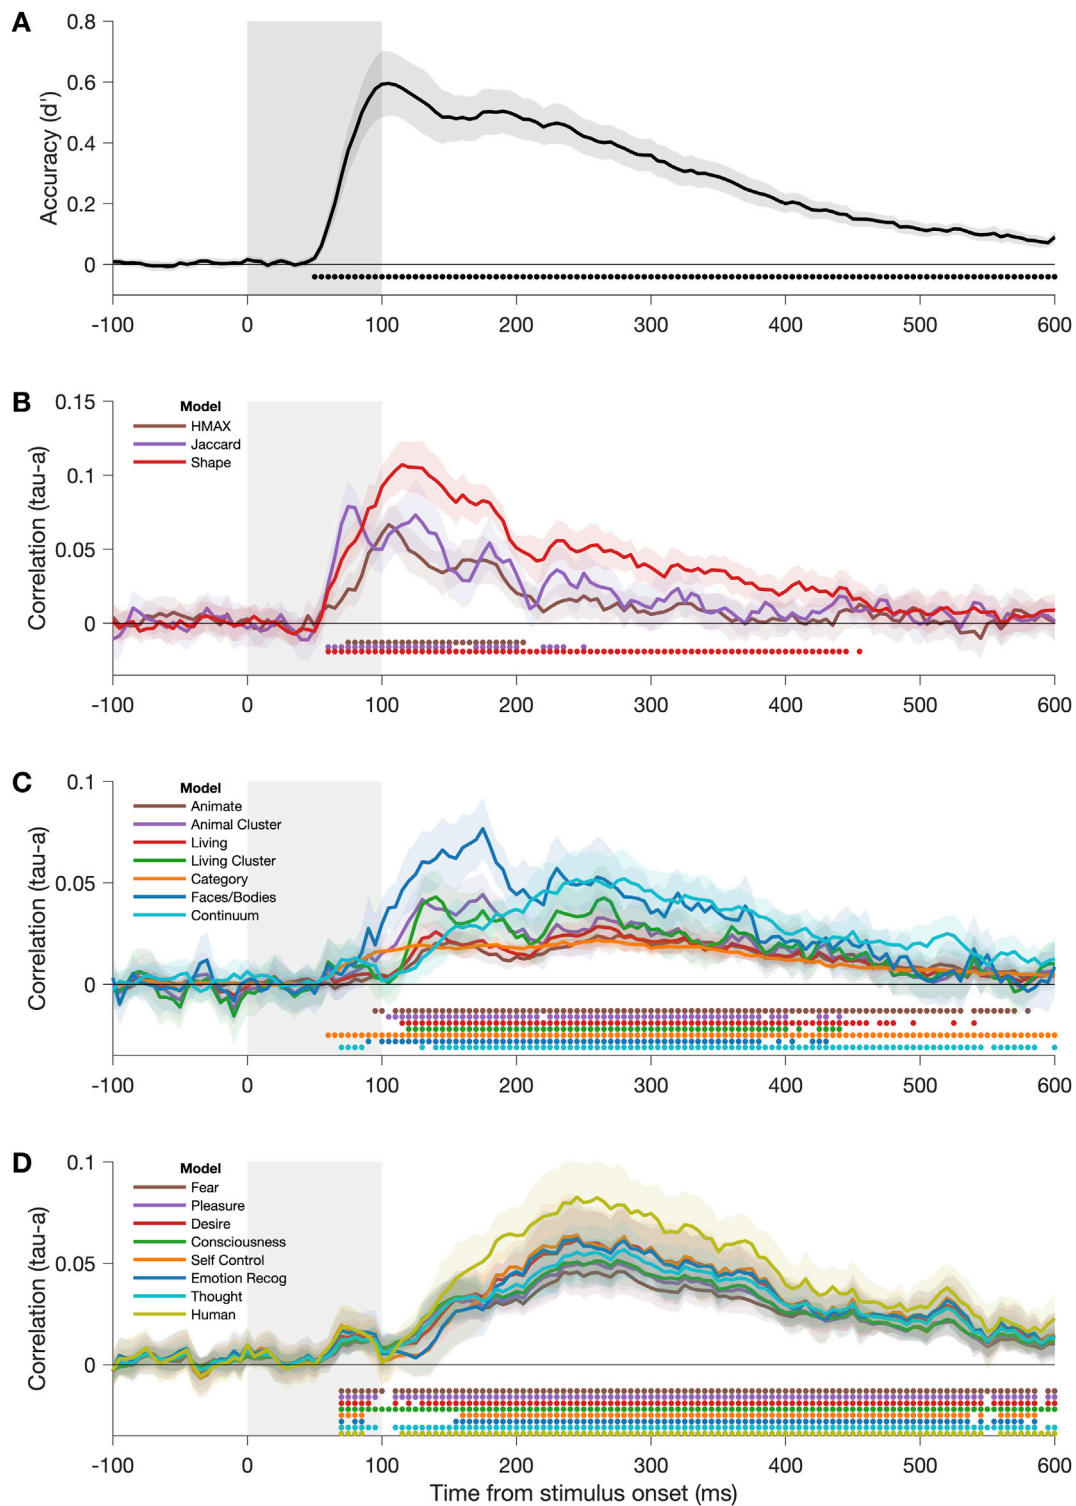 A
Accuracy (d')
0.8
0.6
0.4
0.2
0
-100 0 100 200 300 400 500 600
B
Correlation (tau-a)
0.15
0.1
0.05
0
Model
HMAX
Jaccard
Shape
-100 0 100 200 300 400 500 600
C
Correlation (tau-a)
0.1
0.05
0
Model
Animate
Animal Cluster
Living
Living Cluster
Category
Faces/Bodies
Continuum
-100 0 100 200 300 400 500 600
D
Correlation (tau-a)
0.1
0.05
0
Model
Fear
Pleasure
Desire
Consciousness
Self Control
Emotion Recog
Thought
Human
-100 0 100 200 300 400 500 600
Time from stimulus onset (ms)